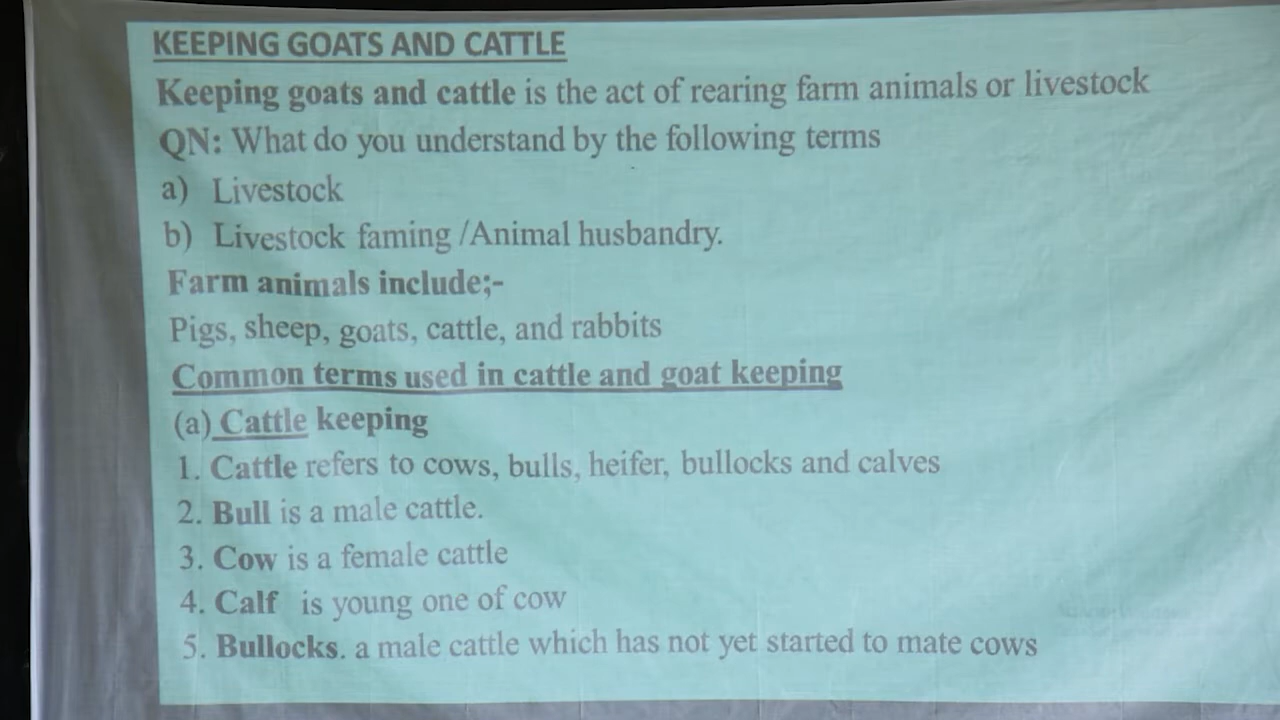 KEEPING GOATS AND CATTLE
Keeping goats and cattle is the act of rearing farm animals or livestock
QN: What do you understand by the following terms
a) Livestock
b) Livestock faming /Animal husbandry.
Farm animals include;-
Pigs, sheep, goats, cattle, and rabbits
Common terms used in cattle and goat keeping
(a) Cattle keeping
1. Cattle refers to cows, bulls, heifer, bullocks and calves
2. Bull is a male cattle.
3. Cow is a female cattle
4. Calf is young one of cow
5. Bullocks. a male cattle which has not yet started to mate cows